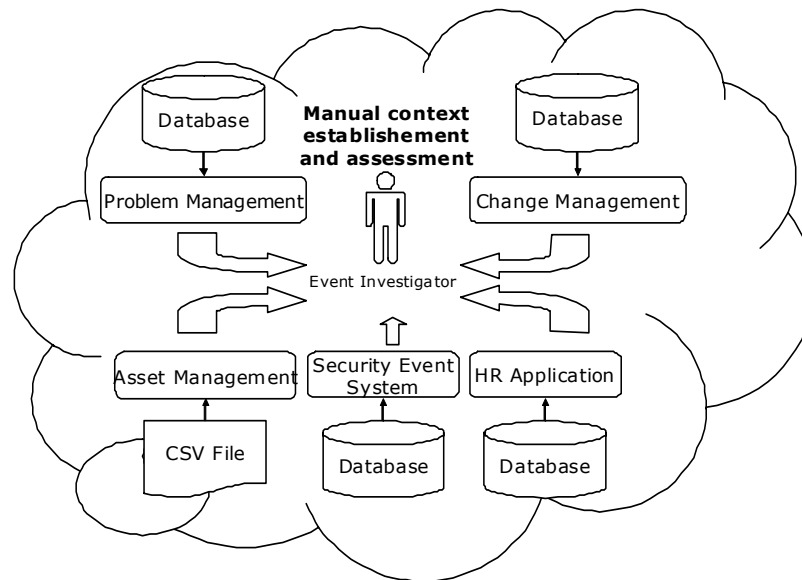 Database
Manual context
establishement
and assessment
Database
Problem Management
Change Management
Event Investigator
Asset Management
Security Event
System
HR Application
CSV File
Database
Database